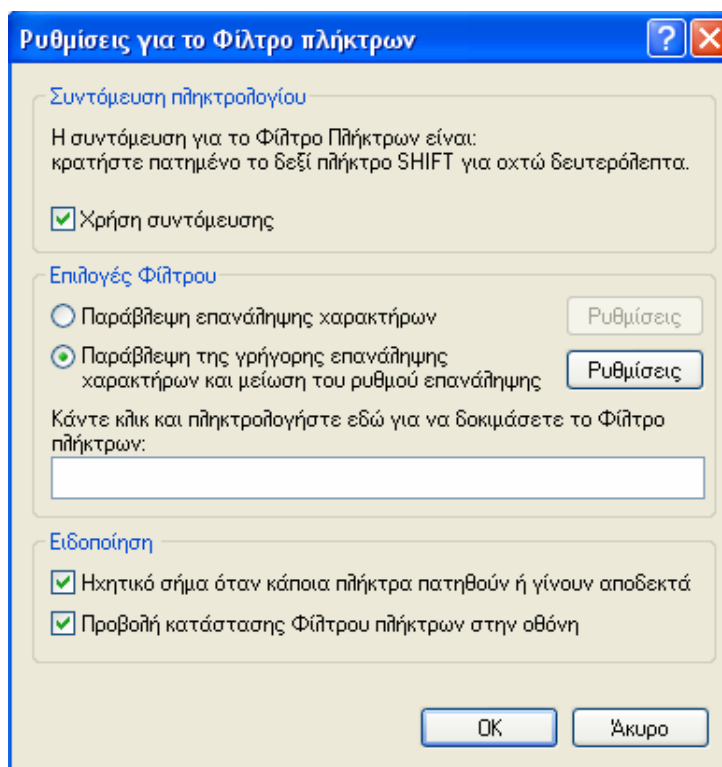 Ρυθμίσεις για το Φίλτρο πλήκτρων
Συντόμευση πληκτρολογίου
Η συντόμευση για το Φίλτρο Πλήκτρων είναι:
κρατήστε πατημένο το δεξί πλήκτρο SHIFT για οχτώ δευτερόλεπτα.
Χρήση συντόμευσης
Επιλογές Φίλτρου
Παράβλεψη επανάληψης χαρακτήρων
Ρυθμίσεις
Παράβλεψη της γρήγορης επανάληψης
χαρακτήρων και μείωση του ρυθμού επανάληψης
Ρυθμίσεις
Κάντε κλικ και πληκτρολογήστε εδώ για να δοκιμάσετε το Φίλτρο
πλήκτρων:
Ειδοποίηση
Ηχητικό σήμα όταν κάποια πλήκτρα πατηθούν ή γίνουν αποδεκτά
Προβολή κατάστασης Φίλτρου πλήκτρων στην οθόνη
OK
Άκυρο